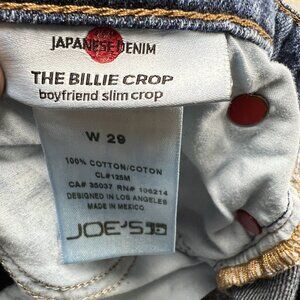 JAPANESE DENIM
THE BILLIE CROP
boyfriend slim crop
W 29
100% COTTON/COTON
CL#125M
CA# 35037 RN# 106214
DESIGNED IN LOS ANGELES
MADE IN MEXICO
JOE'S